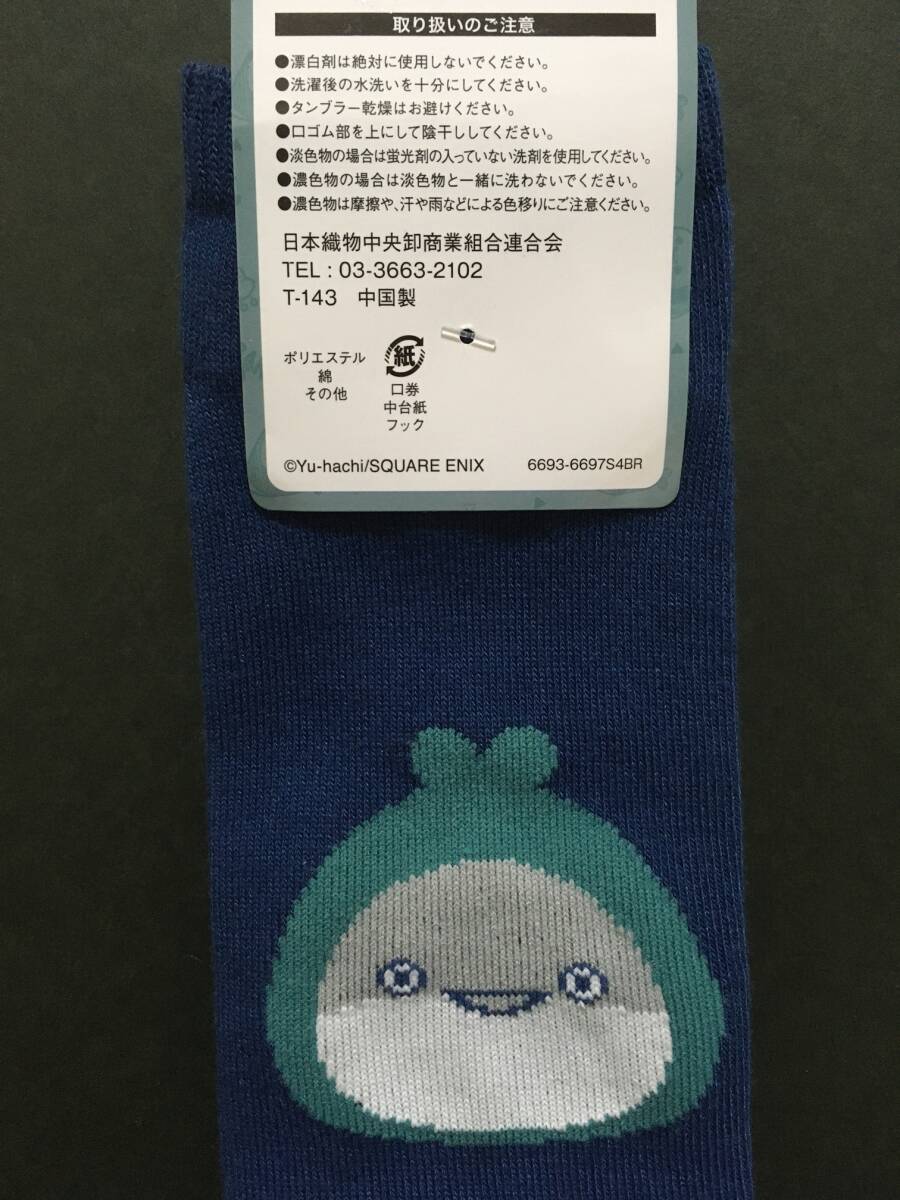 取り扱いのご注意
●漂白剤は絶対に使用しないでください。
●洗濯後の水洗いを十分にしてください。
●タンブラー乾燥はお避けください。
●口ゴム部を上にして陰干ししてください。
●淡色物の場合は蛍光剤の入っていない洗剤を使用してください。
●濃色物の場合は淡色物と一緒に洗わないでください。
●濃色物は摩擦や、汗や雨などによる色移りにご注意ください。
日本織物中央卸商業組合連合会
TEL : 03-3663-2102
T-143 中国製
ポリエステル
綿
その他
紙
口券
中台紙
フック
©Yu-hachi/SQUARE ENIX 6693-6697S4BR